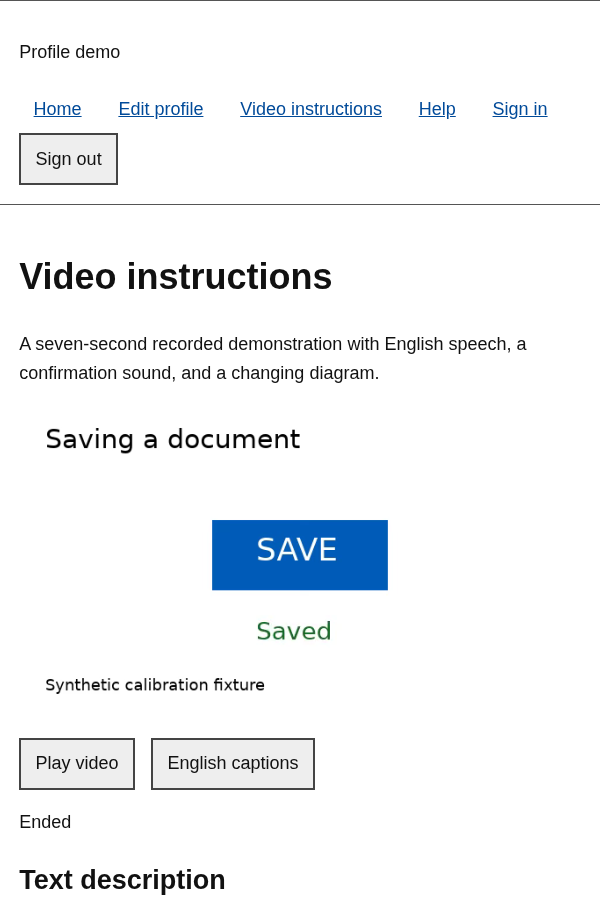 Profile demo
Home Edit profile Video instructions Help Sign in
Sign out
Video instructions
A seven-second recorded demonstration with English speech, a
confirmation sound, and a changing diagram.
Saving a document
SAVE
Saved
Synthetic calibration fixture
Play video English captions
Ended
Text description